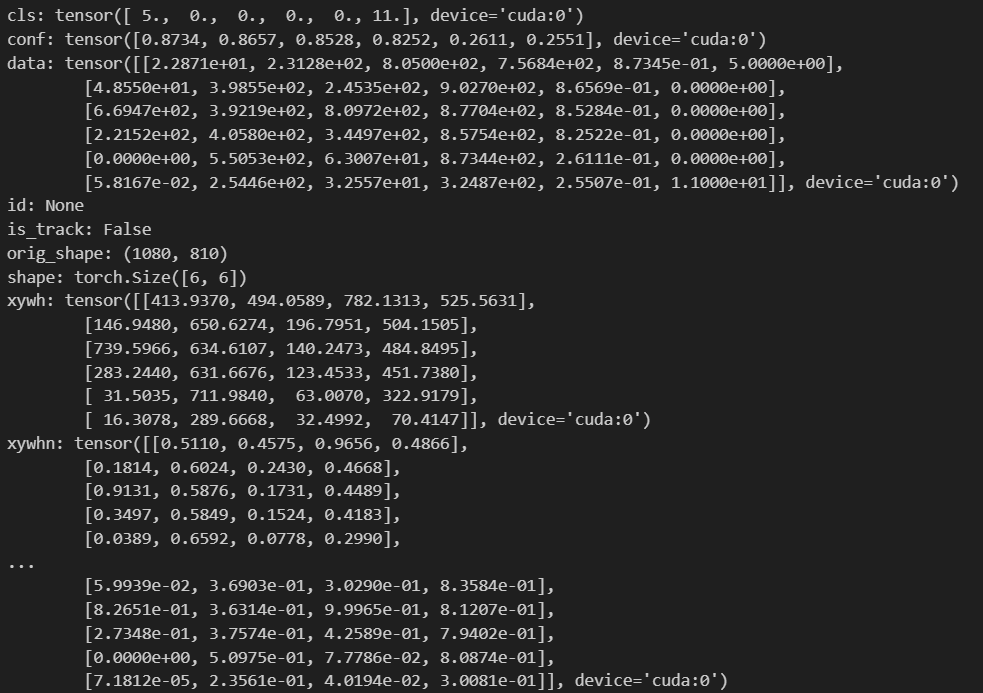 cls: tensor([ 5.,  0.,  0.,  0.,  0., 11.], device='cuda:0')
conf: tensor([0.8734, 0.8657, 0.8528, 0.8252, 0.2611, 0.2551], device='cuda:0')
data: tensor([[2.2871e+01, 2.3128e+02, 8.0500e+02, 7.5684e+02, 8.7345e-01, 5.0000e+00],
        [4.8550e+01, 3.9855e+02, 2.4535e+02, 9.0270e+02, 8.6569e-01, 0.0000e+00],
        [6.6947e+02, 3.9219e+02, 8.0972e+02, 8.7704e+02, 8.5284e-01, 0.0000e+00],
        [2.2152e+02, 4.0580e+02, 3.4497e+02, 8.5754e+02, 8.2522e-01, 0.0000e+00],
        [0.0000e+00, 5.5053e+02, 6.3007e+01, 8.7344e+02, 2.6111e-01, 0.0000e+00],
        [5.8167e-02, 2.5446e+02, 3.2557e+01, 3.2487e+02, 2.5507e-01, 1.1000e+01]], device='cuda:0')
id: None
is_track: False
orig_shape: (1080, 810)
shape: torch.Size([6, 6])
xywh: tensor([[413.9370, 494.0589, 782.1313, 525.5631],
        [146.9480, 650.6274, 196.7951, 504.1505],
        [739.5966, 634.6107, 140.2473, 484.8495],
        [283.2440, 631.6676, 123.4533, 451.7380],
        [ 31.5035, 711.9840,  63.0070, 322.9179],
        [ 16.3078, 289.6668,  32.4992,  70.4147]], device='cuda:0')
xywhn: tensor([[0.5110, 0.4575, 0.9656, 0.4866],
        [0.1814, 0.6024, 0.2430, 0.4668],
        [0.9131, 0.5876, 0.1731, 0.4489],
        [0.3497, 0.5849, 0.1524, 0.4183],
        [0.0389, 0.6592, 0.0778, 0.2990],
...
        [5.9939e-02, 3.6903e-01, 3.0290e-01, 8.3584e-01],
        [8.2651e-01, 3.6314e-01, 9.9965e-01, 8.1207e-01],
        [2.7348e-01, 3.7574e-01, 4.2589e-01, 7.9402e-01],
        [0.0000e+00, 5.0975e-01, 7.7786e-02, 8.0874e-01],
        [7.1812e-05, 2.3561e-01, 4.0194e-02, 3.0081e-01]], device='cuda:0')